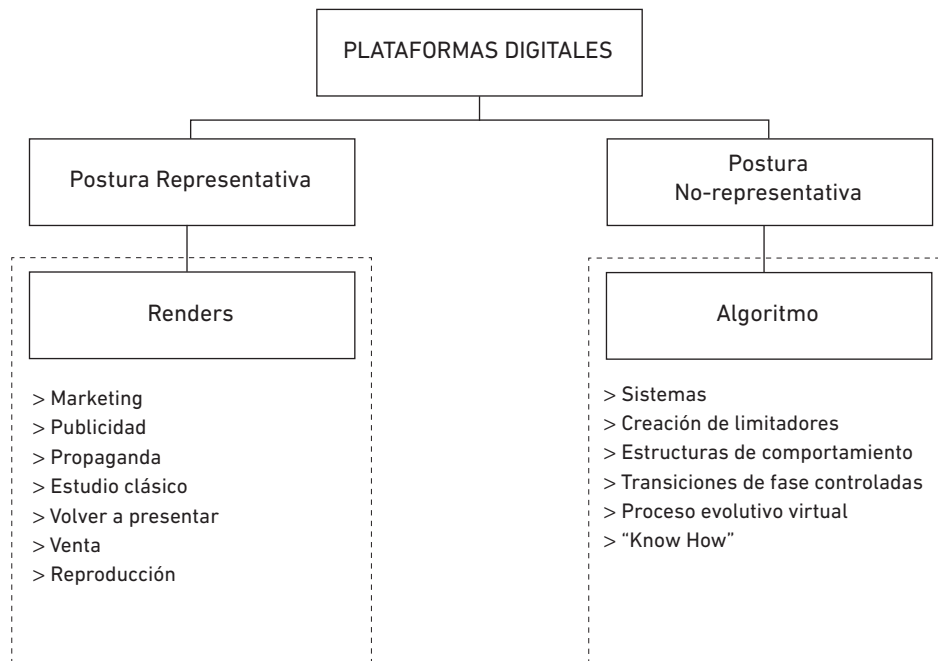 PLATAFORMAS DIGITALES
Postura Representativa
Postura
No-representativa
Renders
> Marketing
> Publicidad
> Propaganda
> Estudio clásico
> Volver a presentar
> Venta
> Reproducción
Algoritmo
> Sistemas
> Creación de limitadores
> Estructuras de comportamiento
> Transiciones de fase controladas
> Proceso evolutivo virtual
> “Know How”